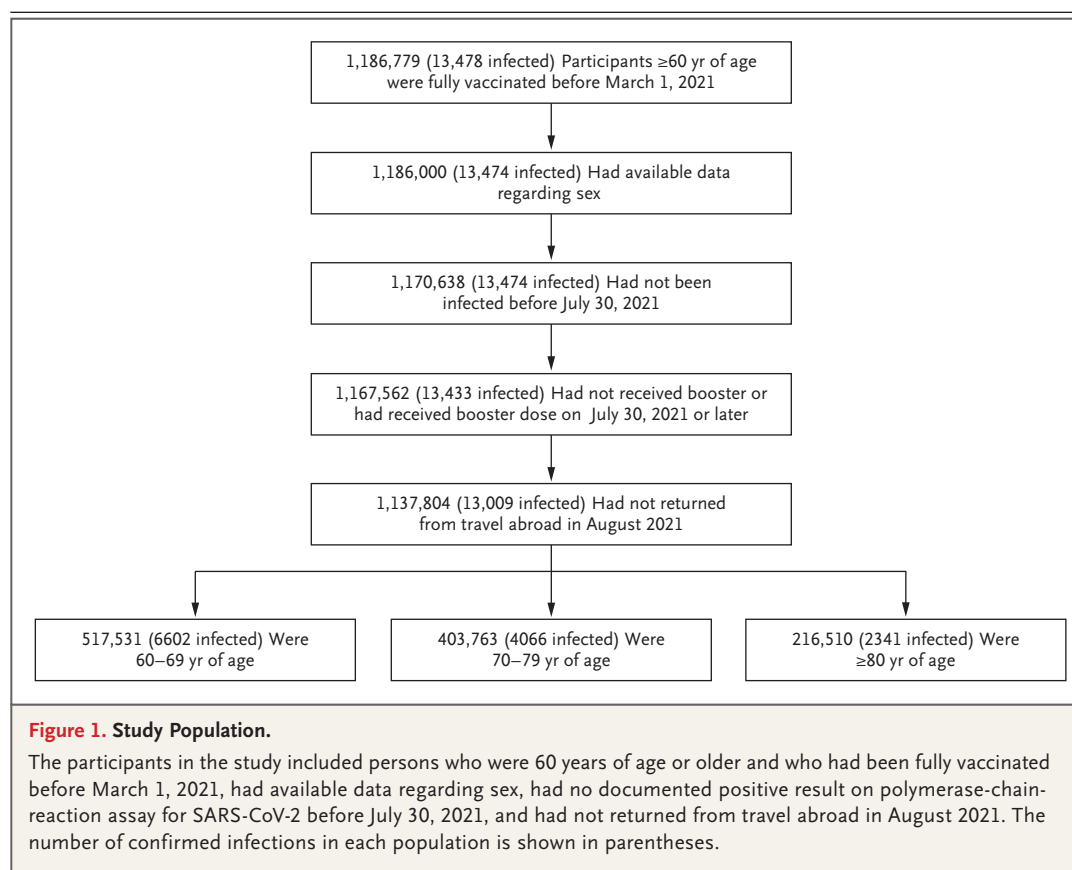 1,186,779 (13,478 infected) Participants ≥60 yr of age
were fully vaccinated before March 1, 2021
1,186,000 (13,474 infected) Had available data
regarding sex
1,170,638 (13,474 infected) Had not been
infected before July 30, 2021
1,167,562 (13,433 infected) Had not received booster or
had received booster dose on July 30, 2021 or later
1,137,804 (13,009 infected) Had not returned
from travel abroad in August 2021
517,531 (6602 infected) Were
60–69 yr of age
403,763 (4066 infected) Were
70–79 yr of age
216,510 (2341 infected) Were
≥80 yr of age
Figure 1. Study Population.
The participants in the study included persons who were 60 years of age or older and who had been fully vaccinated
before March 1, 2021, had available data regarding sex, had no documented positive result on polymerase-chain-
reaction assay for SARS-CoV-2 before July 30, 2021, and had not returned from travel abroad in August 2021. The
number of confirmed infections in each population is shown in parentheses.